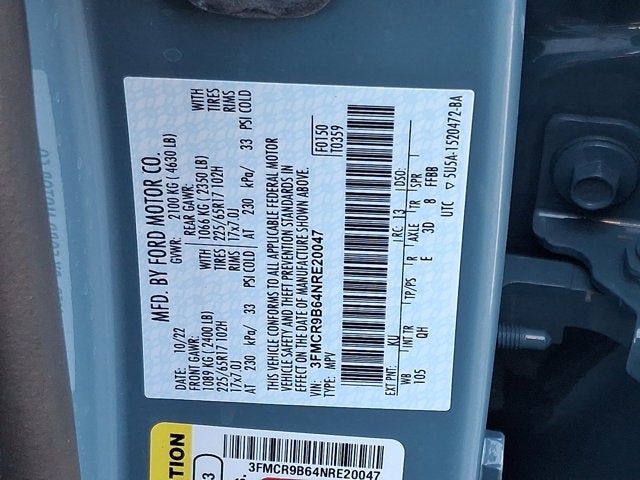 MFD. BY FORD MOTOR CO.
DATE: 10/22 GVWR: 2100 KG ( 4630 LB)
FRONT GAWR: REAR GAWR:
1089 KG (2400 LB) 1066 KG ( 2350 LB) WITH
225/65R17 102H TIRES 225/65R17 102H TIRES
17x7.0J RIMS 17x7.0J RIMS
AT 230 kPa/ 33 PSI COLD AT 230 kPa/ 33 PSI COLD
THIS VEHICLE CONFORMS TO ALL APPLICABLE FEDERAL MOTOR
VEHICLE SAFETY AND THEFT PREVENTION STANDARDS IN
EFFECT ON THE DATE OF MANUFACTURE SHOWN ABOVE.
VIN: 3FMCR9B64NRE20047
TYPE: MPV
F0150
T0359
EXT PNT: KU RC: 13 DSO:
WB INT TR TP/PS R AXLE TR SPR
105 QH E 3D 8 FFBB
UTC ▽ 5U5A-1520472-BA
3FMCR9B64NRE20047